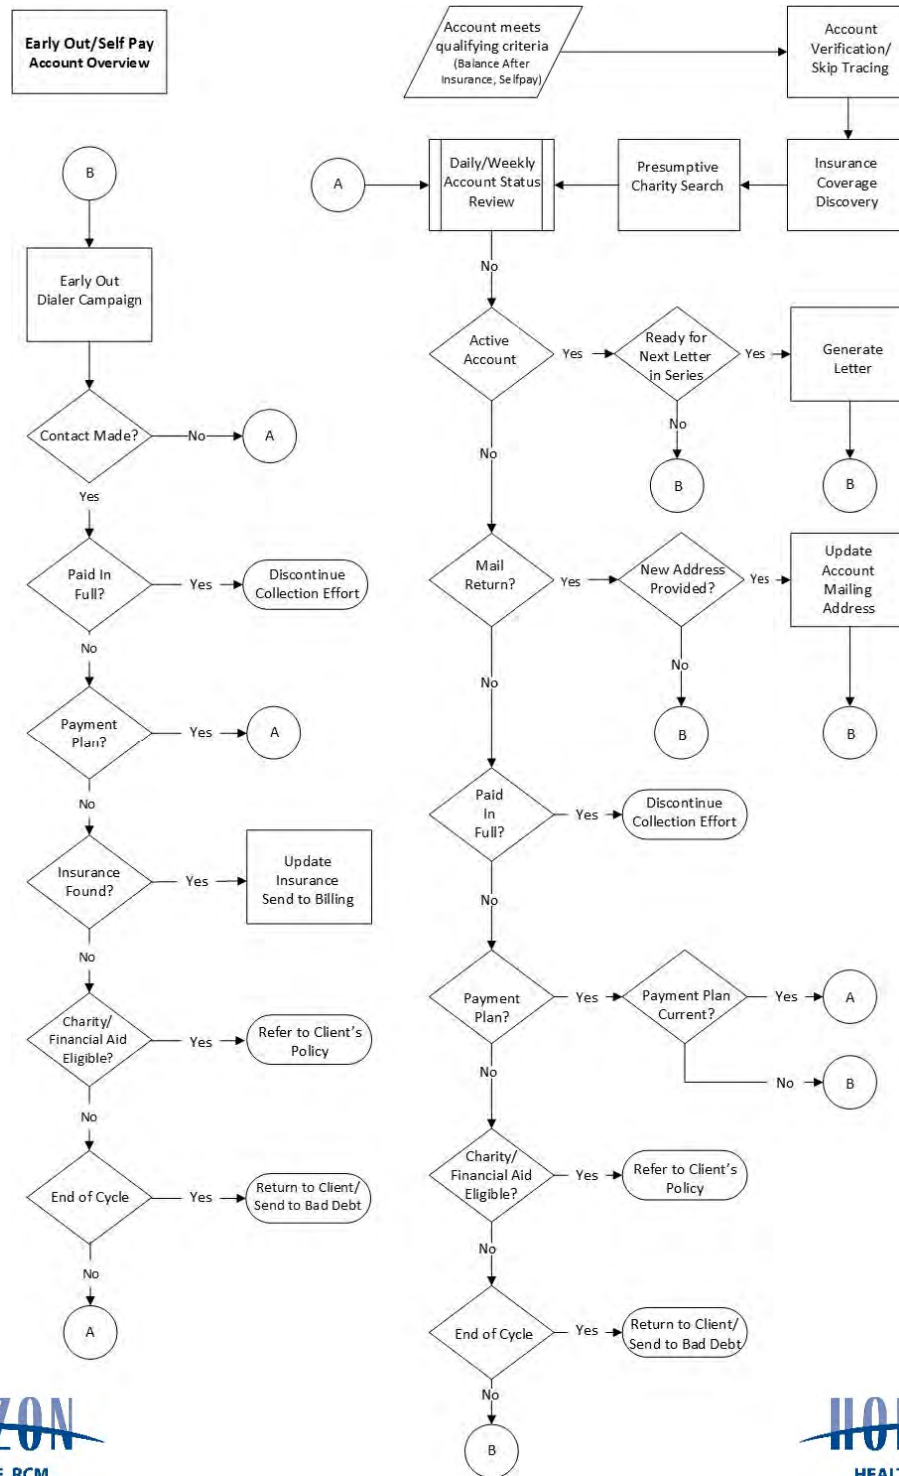 Early Out/Self Pay
Account Overview
Account meets
qualifying criteria
(Balance After
Insurance, Selfpay)
Account
Verification/
Skip Tracing
B
A
Daily/Weekly
Account Status
Review
Presumptive
Charity Search
Insurance
Coverage
Discovery
Early Out
Dialer Campaign
No
Active
Account
Yes
Ready for
Next Letter
in Series
Yes
Generate
Letter
Contact Made?
No
A
No
No
B
B
Yes
Paid In
Full?
Yes
Discontinue
Collection Effort
Mail
Return?
Yes
New Address
Provided?
Yes
Update
Account
Mailing
Address
No
No
No
B
B
Payment
Plan?
Yes
A
No
Paid
In
Full?
Yes
Discontinue
Collection Effort
Insurance
Found?
Yes
Update
Insurance
Send to Billing
No
No
Payment
Plan?
Yes
Payment Plan
Current?
Yes
A
No
B
Charity/
Financial Aid
Eligible?
Yes
Refer to Client's
Policy
No
No
Charity/
Financial Aid
Eligible?
Yes
Refer to Client's
Policy
End of Cycle
Yes
Return to Client/
Send to Bad Debt
No
No
A
End of Cycle
Yes
Return to Client/
Send to Bad Debt
No
B
ZON
E RCM
HO
HEALT